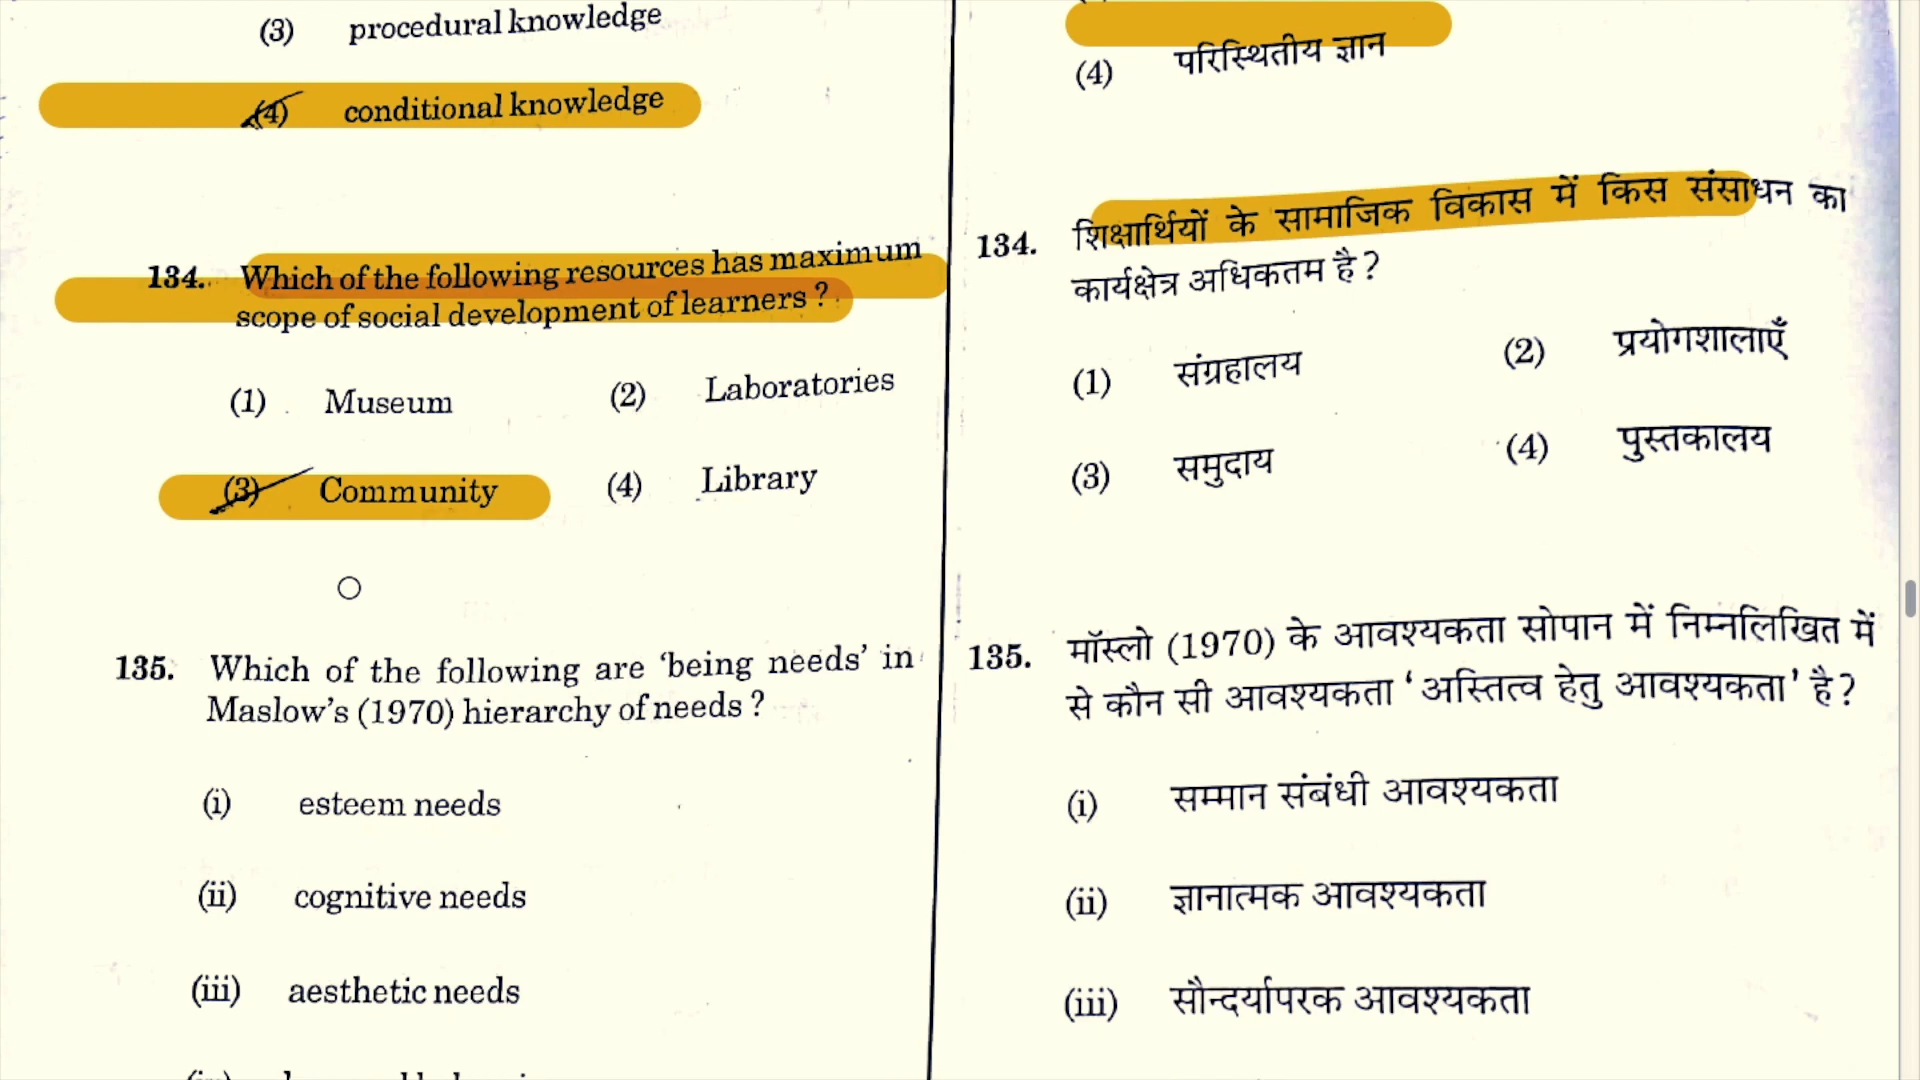 (3) procedural knowledge
(4) conditional knowledge
134. Which of the following resources has maximum
scope of social development of learners ?
(1) Museum (2) Laboratories
(3) Community (4) Library
135. Which of the following are ‘being needs’ in
Maslow’s (1970) hierarchy of needs ?
(i) esteem needs
(ii) cognitive needs
(iii) aesthetic needs
(4) परिस्थितीय ज्ञान
134. शिक्षार्थियों के सामाजिक विकास में किस संसाधन का
कार्यक्षेत्र अधिकतम है ?
(1) संग्रहालय (2) प्रयोगशालाएँ
(3) समुदाय (4) पुस्तकालय
135. मॉस्लो (1970) के आवश्यकता सोपान में निम्नलिखित में
से कौन सी आवश्यकता ‘अस्तित्व हेतु आवश्यकता’ है ?
(i) सम्मान संबंधी आवश्यकता
(ii) ज्ञानात्मक आवश्यकता
(iii) सौन्दर्यापरक आवश्यकता